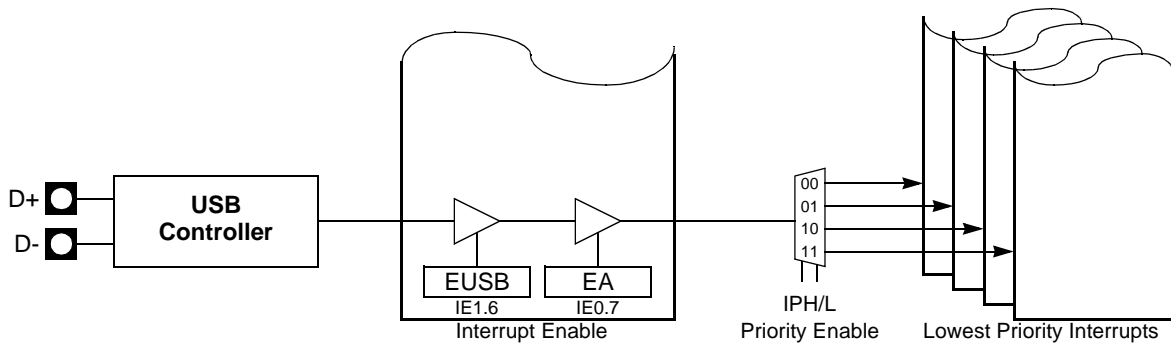 D+
D-
USB
Controller
EUSB
IE1.6
EA
IE0.7
Interrupt Enable
00
01
10
11
IPH/L
Priority Enable
Lowest Priority Interrupts